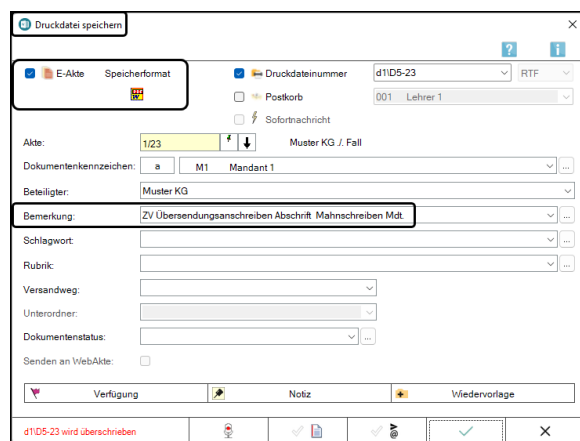 Druckdatei speichern
E-Akte Speicherformat
Druckdateinummer d1\D5-23 RTF
Postkorb 001 Lehrer 1
Sofortnachricht
Akte: 1/23 Muster KG ./. Fall
Dokumentenkennzeichen: a M1 Mandant 1 ...
Beteiligter: Muster KG
Bemerkung: ZV Übersendungsanschreiben Abschrift Mahnschreiben Mdt. ...
Schlagwort: ...
Rubrik: ...
Versandweg:
Unterordner:
Dokumentenstatus: ...
Senden an WebAkte:
Verfügung Notiz Wiedervorlage
d1\D5-23 wird überschrieben